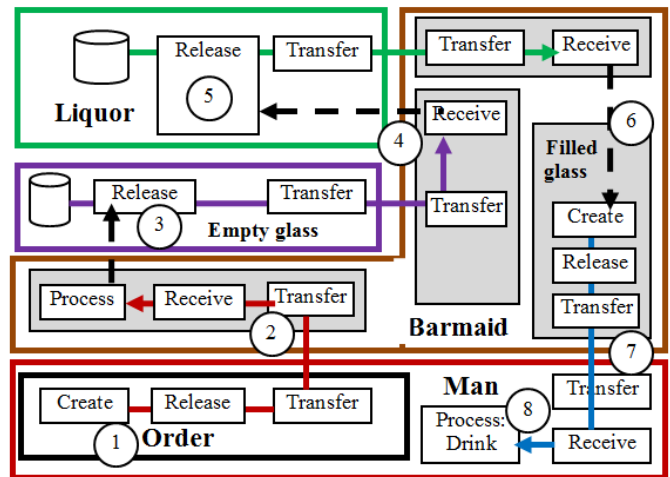 Release
Transfer
Transfer
Receive
5
Liquor
Receive
6
4
Filled
glass
Release
Transfer
Transfer
Create
3
Empty glass
Release
Process
Receive
Transfer
Transfer
2
Barmaid
7
Man
Transfer
Create
Release
Transfer
8
Process:
Drink
Receive
1
Order